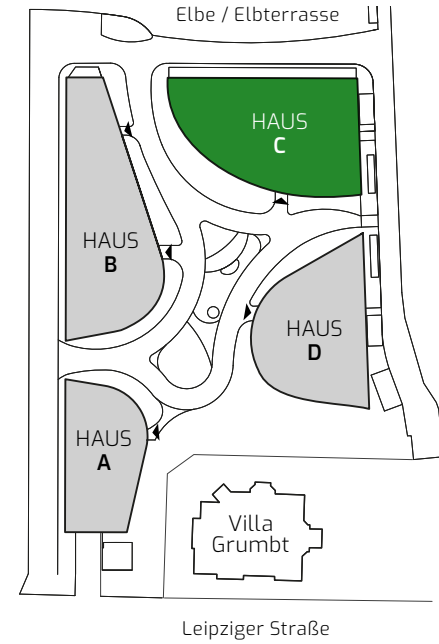 Elbe / Elbterrasse
HAUS
C
HAUS
B
HAUS
D
HAUS
A
Villa
Grumbt
Leipziger Straße